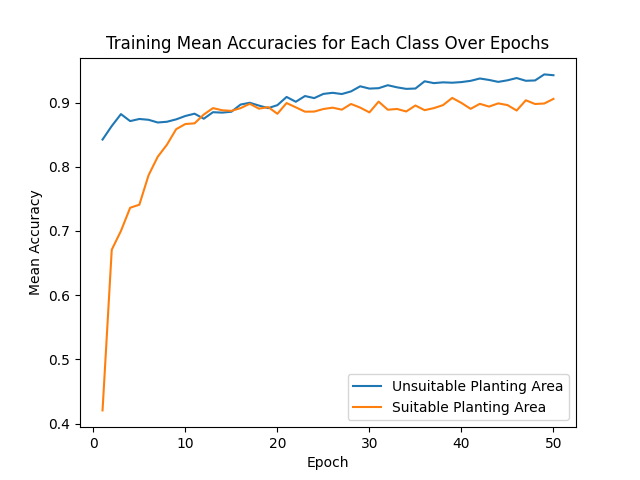 Training Mean Accuracies for Each Class Over Epochs
Mean Accuracy
0.9
0.8
0.7
0.6
0.5
0.4
0 10 20 30 40 50
Epoch
Unsuitable Planting Area
Suitable Planting Area